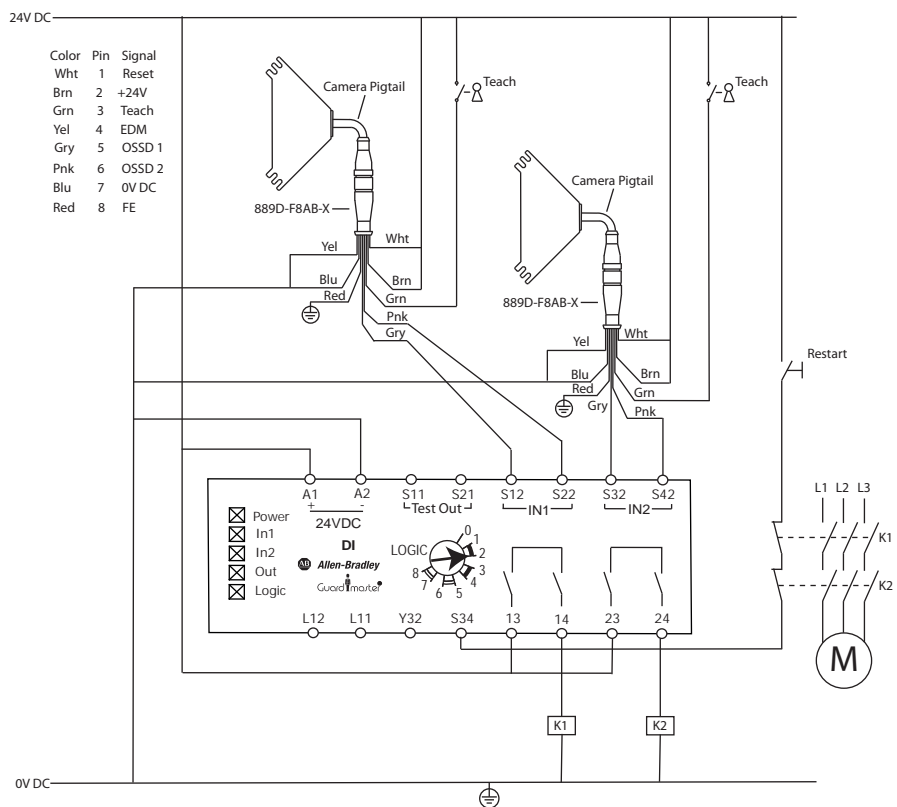 24V DC
Color Pin Signal
Wht 1 Reset
Brn 2 +24V
Grn 3 Teach
Yel 4 EDM
Gry 5 OSSD 1
Pnk 6 OSSD 2
Blu 7 0V DC
Red 8 FE
Camera Pigtail
Teach
Teach
Camera Pigtail
889D-F8AB-X
Yel
Wht
Blu
Brn
Red
Grn
Pnk
Gry
889D-F8AB-X
Yel
Wht
Blu
Brn
Red
Grn
Gry
Pnk
Restart
A1 A2 S11 S21 S12 S22 S32 S42
+ -
24VDC
Test Out
IN1
IN2
Power
In1
In2
Out
Logic
DI
AB Allen-Bradley
Guardmaster
LOGIC
0
1
2
3
4
5
6
7
8
L12 L11 Y32 S34 13 14 23 24
L1 L2 L3
K1
K2
M
K1
K2
0V DC